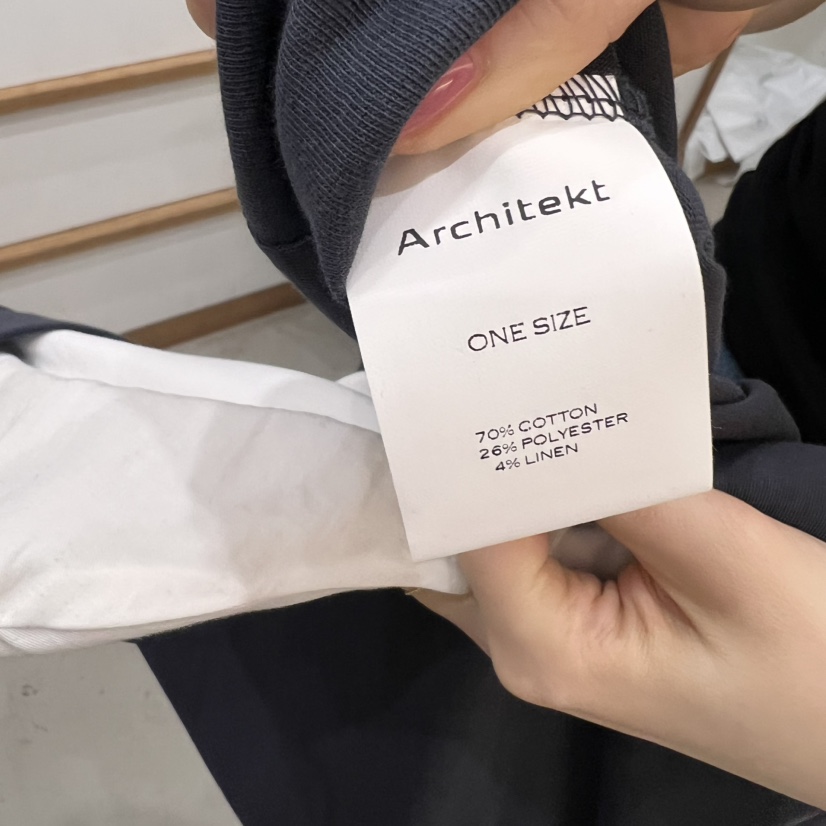 Architekt
ONE SIZE
70% COTTON
26% POLYESTER
4% LINEN